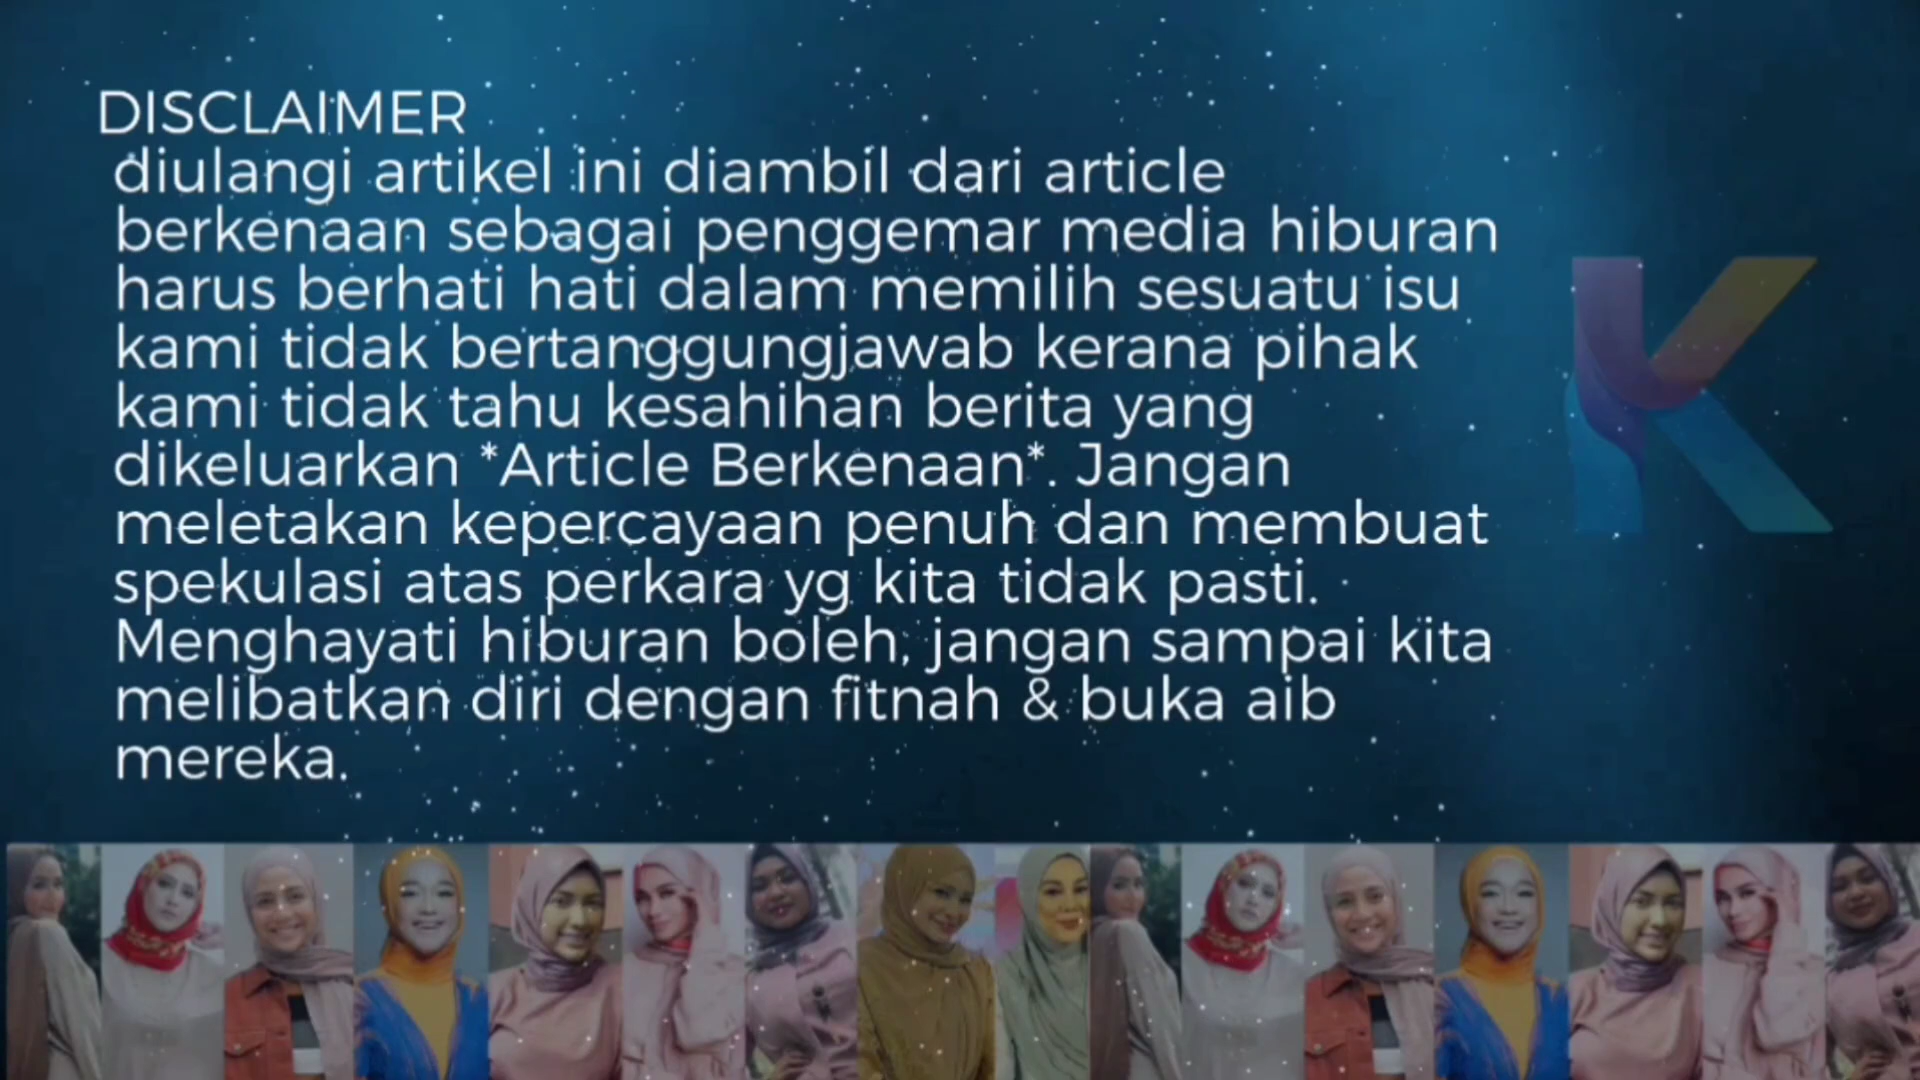 DISCLAIMER
diulangi artikel ini diambil dari article
berkenaan sebagai penggemar media hiburan
harus berhati hati dalam memilih sesuatu isu
kami tidak bertanggungjawab kerana pihak
kami tidak tahu kesahihan berita yang
dikeluarkan *Article Berkenaan*. Jangan
meletakan kepercayaan penuh dan membuat
spekulasi atas perkara yg kita tidak pasti.
Menghayati hiburan boleh, jangan sampai kita
melibatkan diri dengan fitnah & buka aib
mereka.
K